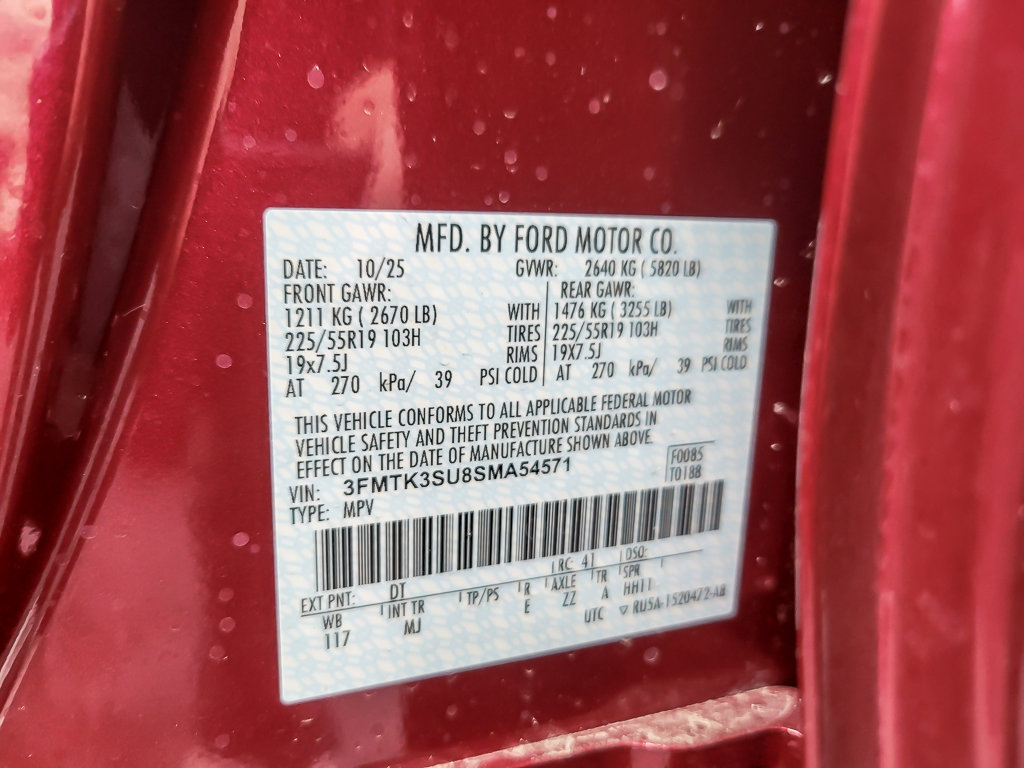 MFD. BY FORD MOTOR CO.
DATE: 10/25 GVWR: 2640 KG ( 5820 LB)
FRONT GAWR: REAR GAWR:
1211 KG ( 2670 LB) WITH 1476 KG ( 3255 LB) WITH
225/55R19 103H TIRES 225/55R19 103H TIRES
19x7.5J RIMS 19X7.5J RIMS
AT 270 kPa/ 39 PSI COLD AT 270 kPa/ 39 PSI COLD
THIS VEHICLE CONFORMS TO ALL APPLICABLE FEDERAL MOTOR
VEHICLE SAFETY AND THEFT PREVENTION STANDARDS IN
EFFECT ON THE DATE OF MANUFACTURE SHOWN ABOVE.
VIN: 3FMTK3SU8SMA54571 F0085
TYPE: MPV T0188
EXT PNT: DT RC: 41 DSO:
WB INT TR TP/PS R AXLE TR SPR
117 MJ E ZZ A HH11
UTC ▽ RU5A-1520472-AB